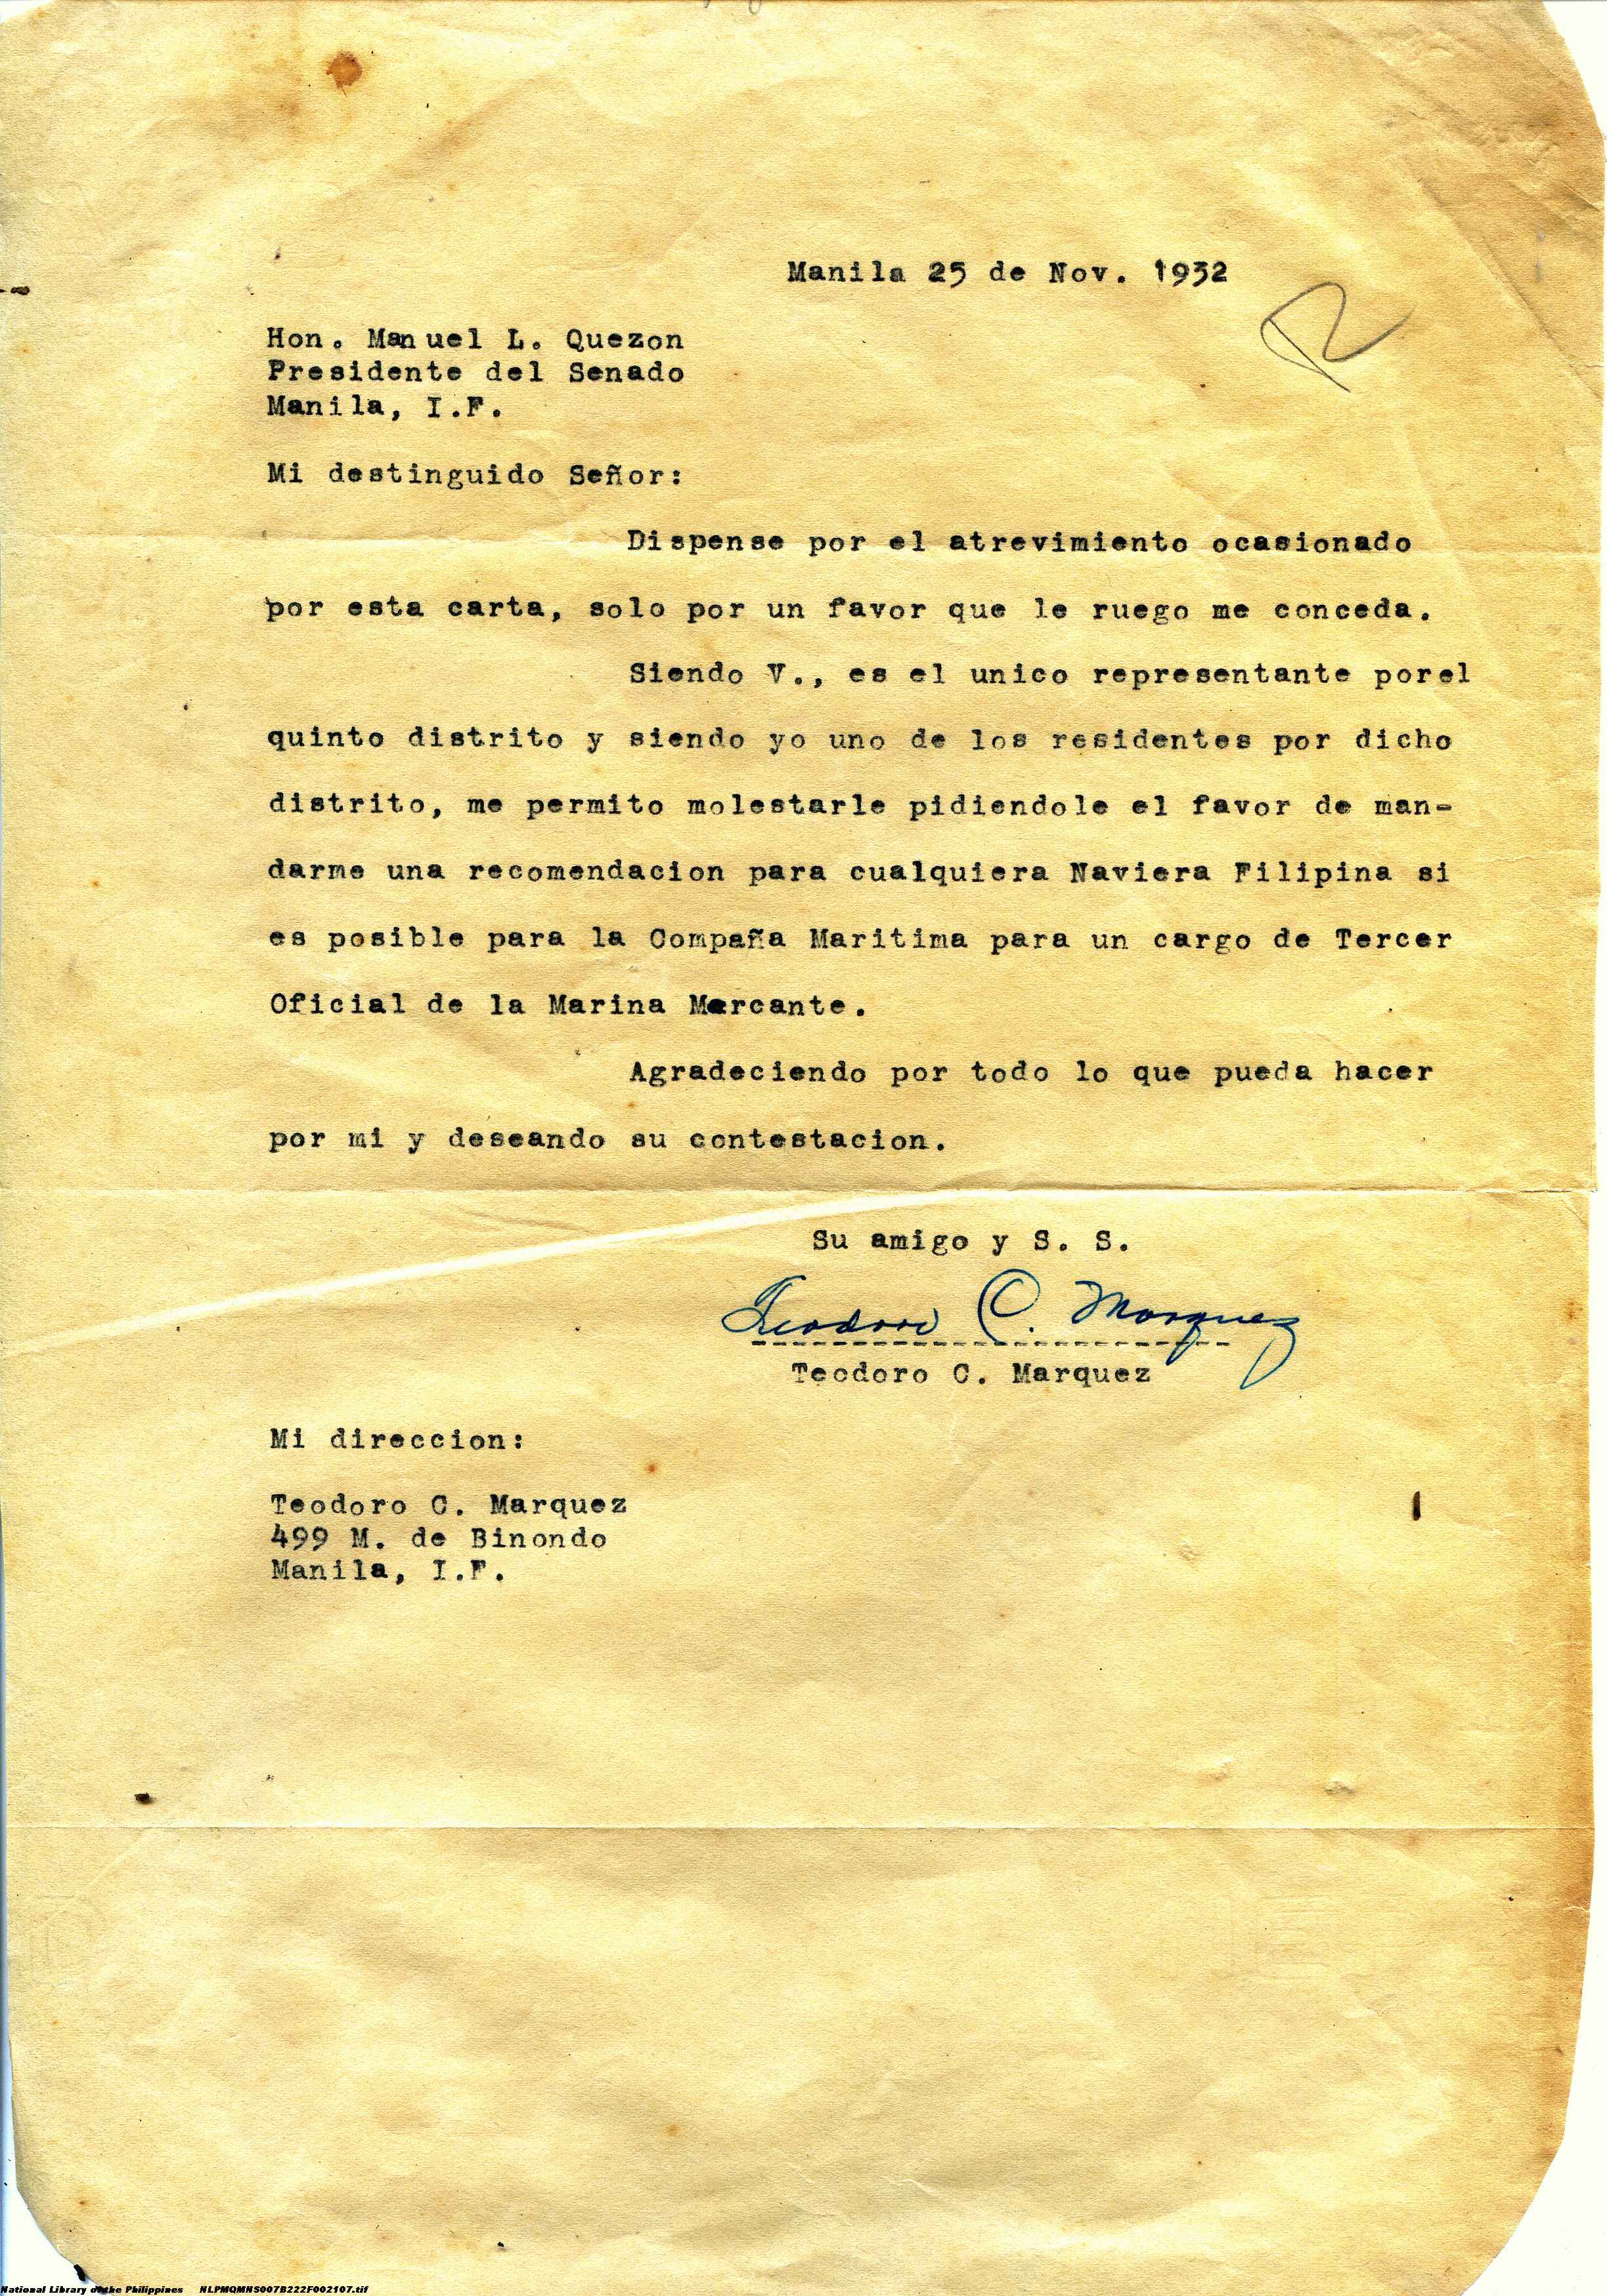 Manila 25 de Nov. 1932
R
Hon. Manuel L. Quezon
Presidente del Senado
Manila, I.F.
Mi destinguido Señor:
Dispense por el atrevimiento ocasionado
por esta carta, solo por un favor que le ruego me conceda.
Siendo V., es el unico representante porel
quinto distrito y siendo yo uno de los residentes por dicho
distrito, me permito molestarle pidiendole el favor de man-
darme una recomendacion para cualquiera Naviera Filipina si
es posible para la Compaña Maritima para un cargo de Tercer
Oficial de la Marina Mercante.
Agradeciendo por todo lo que pueda hacer
por mi y deseando su contestacion.
Su amigo y S. S.
Teodoro C. Marquez
Teodoro C. Marquez
Mi direccion:
Teodoro C. Marquez
499 M. de Binondo
Manila, I.F.
National Library of the Philippines NLPMQMNS007B222F002107.tif